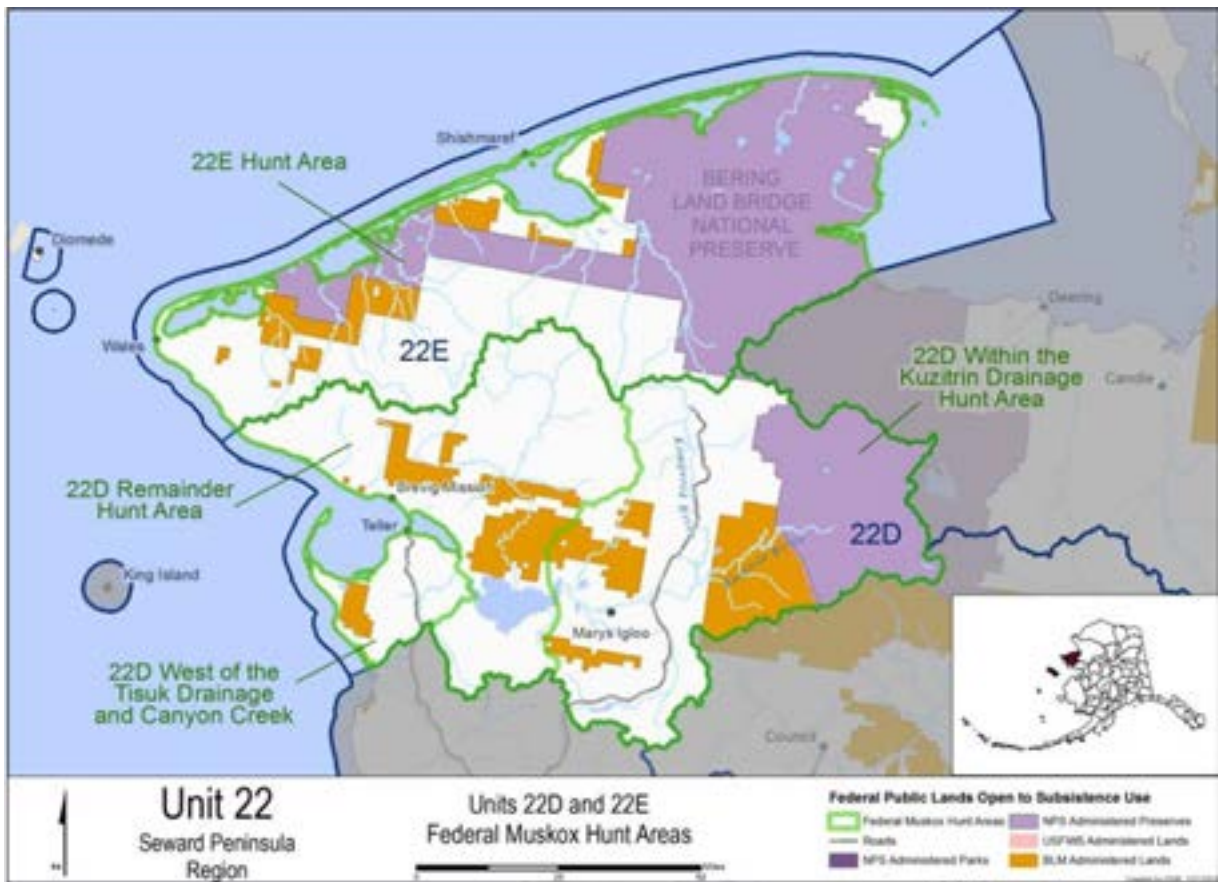 Shishmaref
22E Hunt Area
BERING
LAND BRIDGE
NATIONAL
PRESERVE
Diomede
Deering
Wales
22E
22D Within the
Kuzitrin Drainage
Hunt Area
Candle
22D Remainder
Hunt Area
Brevig Mission
Teller
22D
King Island
Marys Igloo
22D West of the
Tisuk Drainage
and Canyon Creek
Council
Unit 22
Seward Peninsula
Region
Units 22D and 22E
Federal Muskox Hunt Areas
Federal Public Lands Open to Subsistence Use
Federal Muskox Hunt Areas
NPS Administered Preserves
Roads
USFWS Administered Lands
NPS Administered Parks
BLM Administered Lands